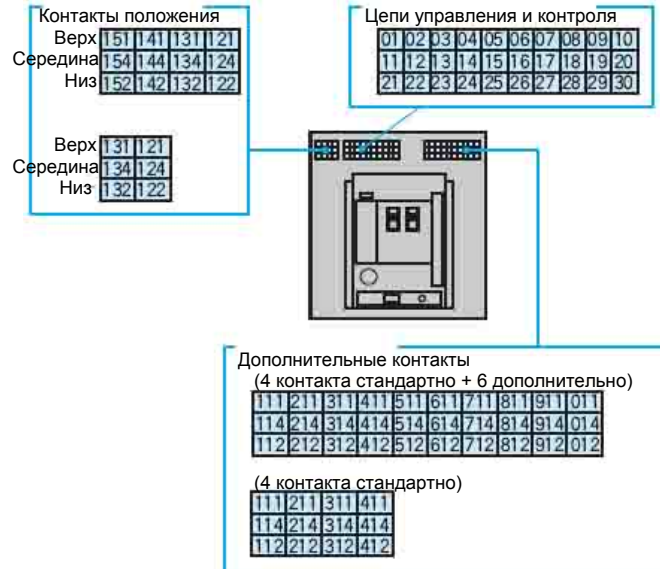 Контакты положения
Верх 151 141 131 121
Середина 154 144 134 124
Низ 152 142 132 122
Верх 131 121
Середина 134 124
Низ 132 122
Цепи управления и контроля
01 02 03 04 05 06 07 08 09 10
11 12 13 14 15 16 17 18 19 20
21 22 23 24 25 26 27 28 29 30
Дополнительные контакты
(4 контакта стандартно + 6 дополнительно)
111 211 311 411 511 611 711 811 911 011
114 214 314 414 514 614 714 814 914 014
112 212 312 412 512 612 712 812 912 012
(4 контакта стандартно)
111 211 311 411
114 214 314 414
112 212 312 412